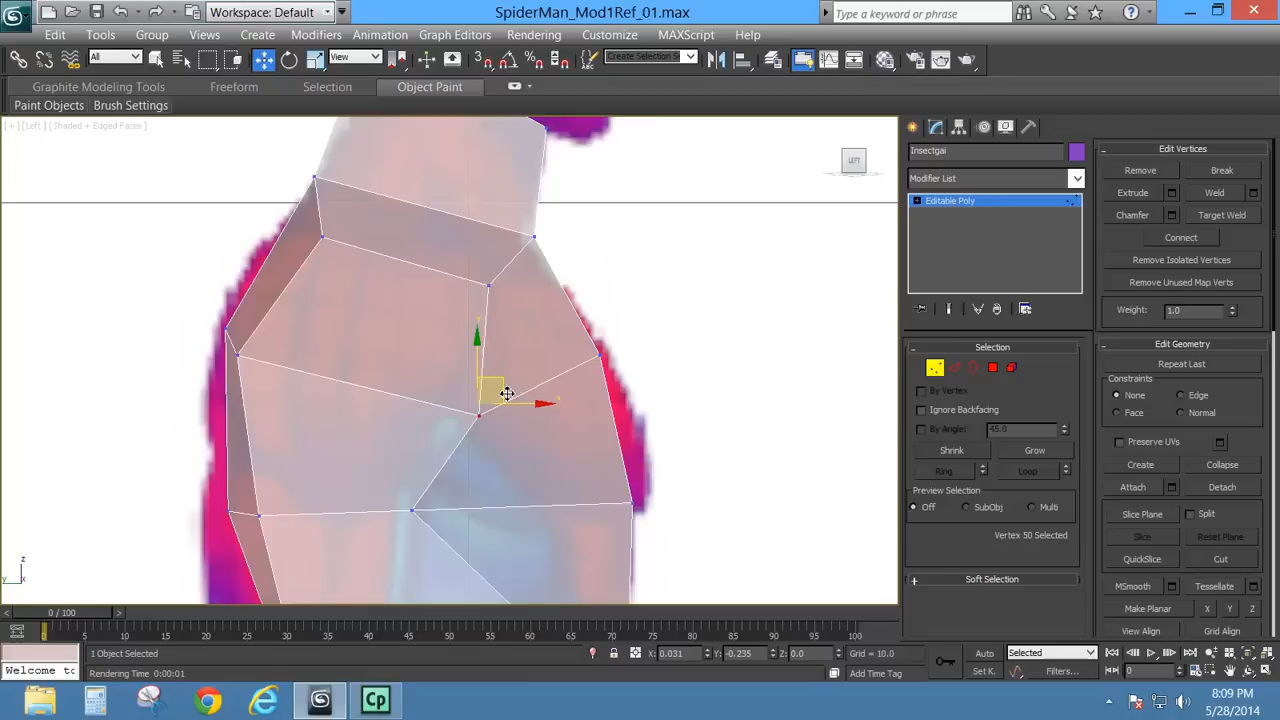 Workspace: Default
SpiderMan_Mod1Ref_01.max
Type a keyword or phrase
Edit Tools Group Views Create Modifiers Animation Graph Editors Rendering Customize MAXScript Help
All View Create Selection Se
Graphite Modeling Tools Freeform Selection Object Paint
Paint Objects Brush Settings
[+] [Left] [Shaded + Edged Faces]
LEFT
Insectgai
Modifier List
Editable Poly
Selection
By Vertex
Ignore Backfacing
By Angle: 45.0
Shrink Grow
Ring Loop
Preview Selection
Off SubObj Multi
Vertex 50 Selected
Soft Selection
Edit Vertices
Remove Break
Extrude Weld
Chamfer Target Weld
Connect
Remove Isolated Vertices
Remove Unused Map Verts
Weight: 1.0
Edit Geometry
Repeat Last
Constraints
None Edge
Face Normal
Preserve UVs
Create Collapse
Attach Detach
Slice Plane Split
Slice Reset Plane
QuickSlice Cut
MSmooth Tessellate
Make Planar X Y Z
View Align Grid Align
y
x
z
y x
0 / 100
0 5 10 15 20 25 30 35 40 45 50 55 60 65 70 75 80 85 90 95 100
1 Object Selected X: 0.031 Y: -0.235 Z: 0.0 Grid = 10.0 Auto Selected
Welcome to Rendering Time 0:00:01 Add Time Tag Set K. Filters... 0
Cp
8:09 PM
5/28/2014